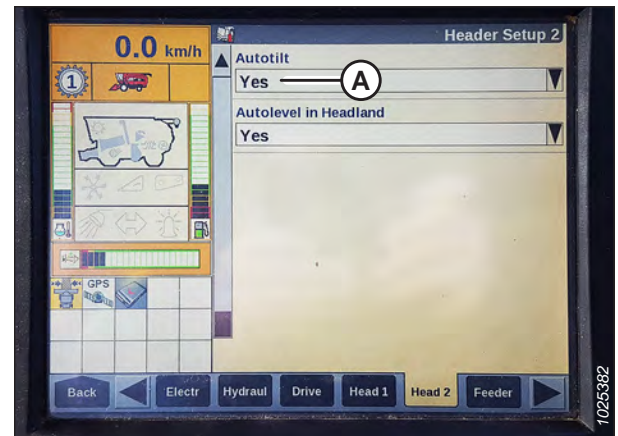 Header Setup 2
0.0 km/h
1
Autotilt
Yes
A
Autolevel in Headland
Yes
GPS
Back
Electr
Hydraul
Drive
Head 1
Head 2
Feeder
1025382